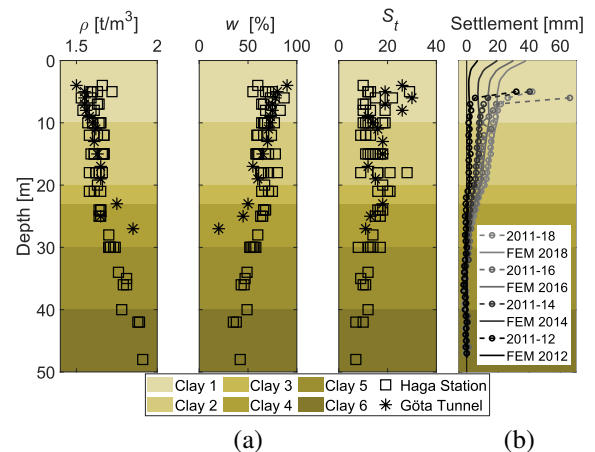 ρ [t/m³] w [%] S_t Settlement [mm]
1.5 2 0 50 100 0 20 40 0 20 40 60
Depth [m]
0
10
20
30
40
50
2011-18
FEM 2018
2011-16
FEM 2016
2011-14
FEM 2014
2011-12
FEM 2012
Clay 1 Clay 3 Clay 5 Haga Station
Clay 2 Clay 4 Clay 6 Göta Tunnel
(a) (b)